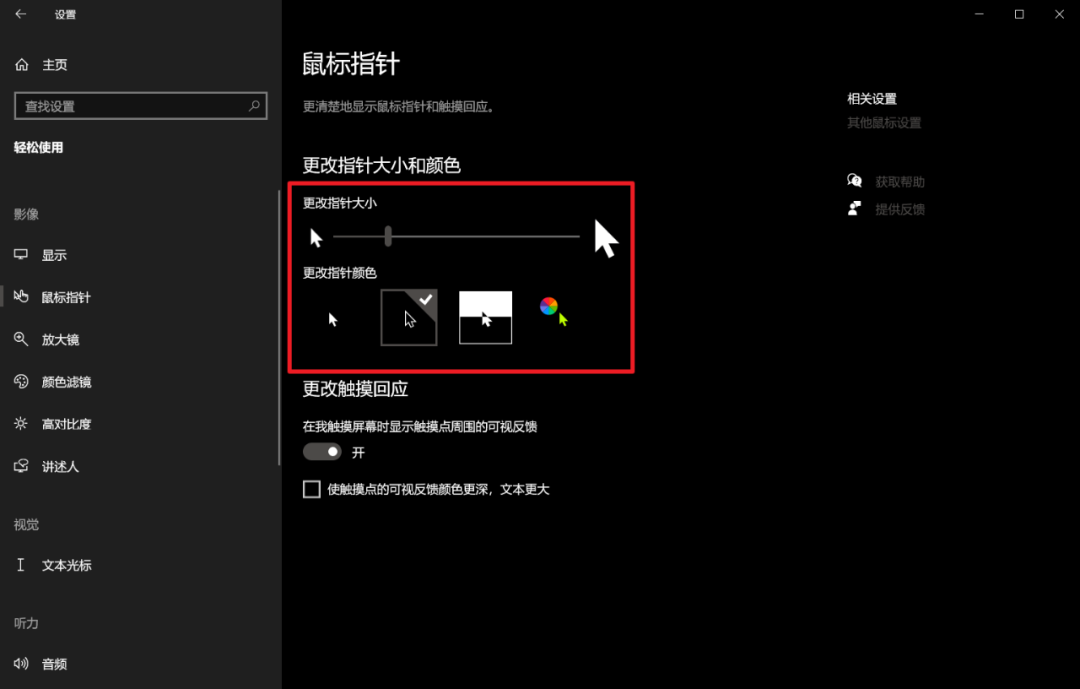 设置
主页
查找设置
轻松使用
影像
显示
鼠标指针
放大镜
颜色滤镜
高对比度
讲述人
视觉
文本光标
听力
音频
鼠标指针
更清楚地显示鼠标指针和触摸回应。
更改指针大小和颜色
更改指针大小
更改指针颜色
更改触摸回应
在我触摸屏幕时显示触摸点周围的可视反馈
开
使触摸点的可视反馈颜色更深，文本更大
相关设置
其他鼠标设置
获取帮助
提供反馈